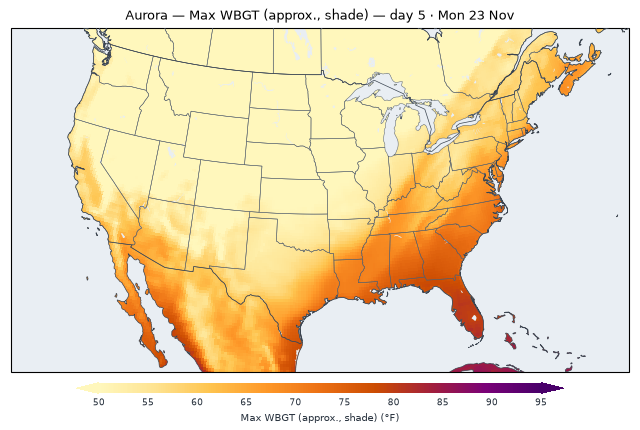 Aurora — Max WBGT (approx., shade) — day 5 · Mon 23 Nov
50 55 60 65 70 75 80 85 90 95
Max WBGT (approx., shade) (°F)